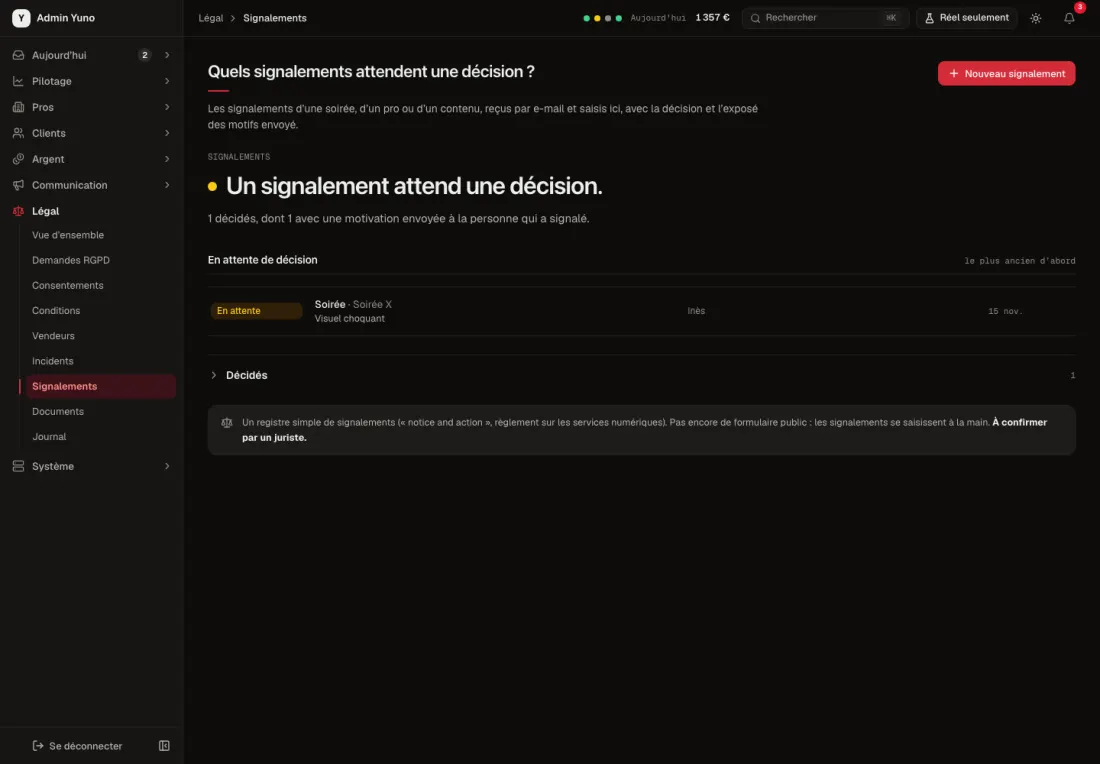 Y Admin Yuno
Légal > Signalements
Aujourd'hui 1 357 €
Rechercher ⌘K
Réel seulement
3
Aujourd'hui 2
Pilotage
Pros
Clients
Argent
Communication
Légal
Vue d'ensemble
Demandes RGPD
Consentements
Conditions
Vendeurs
Incidents
Signalements
Documents
Journal
Système
Se déconnecter
Quels signalements attendent une décision ?
+ Nouveau signalement
Les signalements d'une soirée, d'un pro ou d'un contenu, reçus par e-mail et saisis ici, avec la décision et l'exposé
des motifs envoyé.
SIGNALEMENTS
Un signalement attend une décision.
1 décidés, dont 1 avec une motivation envoyée à la personne qui a signalé.
En attente de décision
le plus ancien d'abord
En attente
Soirée · Soirée X
Visuel choquant
Inès
15 nov.
Décidés
1
Un registre simple de signalements (« notice and action », règlement sur les services numériques). Pas encore de formulaire public : les signalements se saisissent à la main. À confirmer
par un juriste.